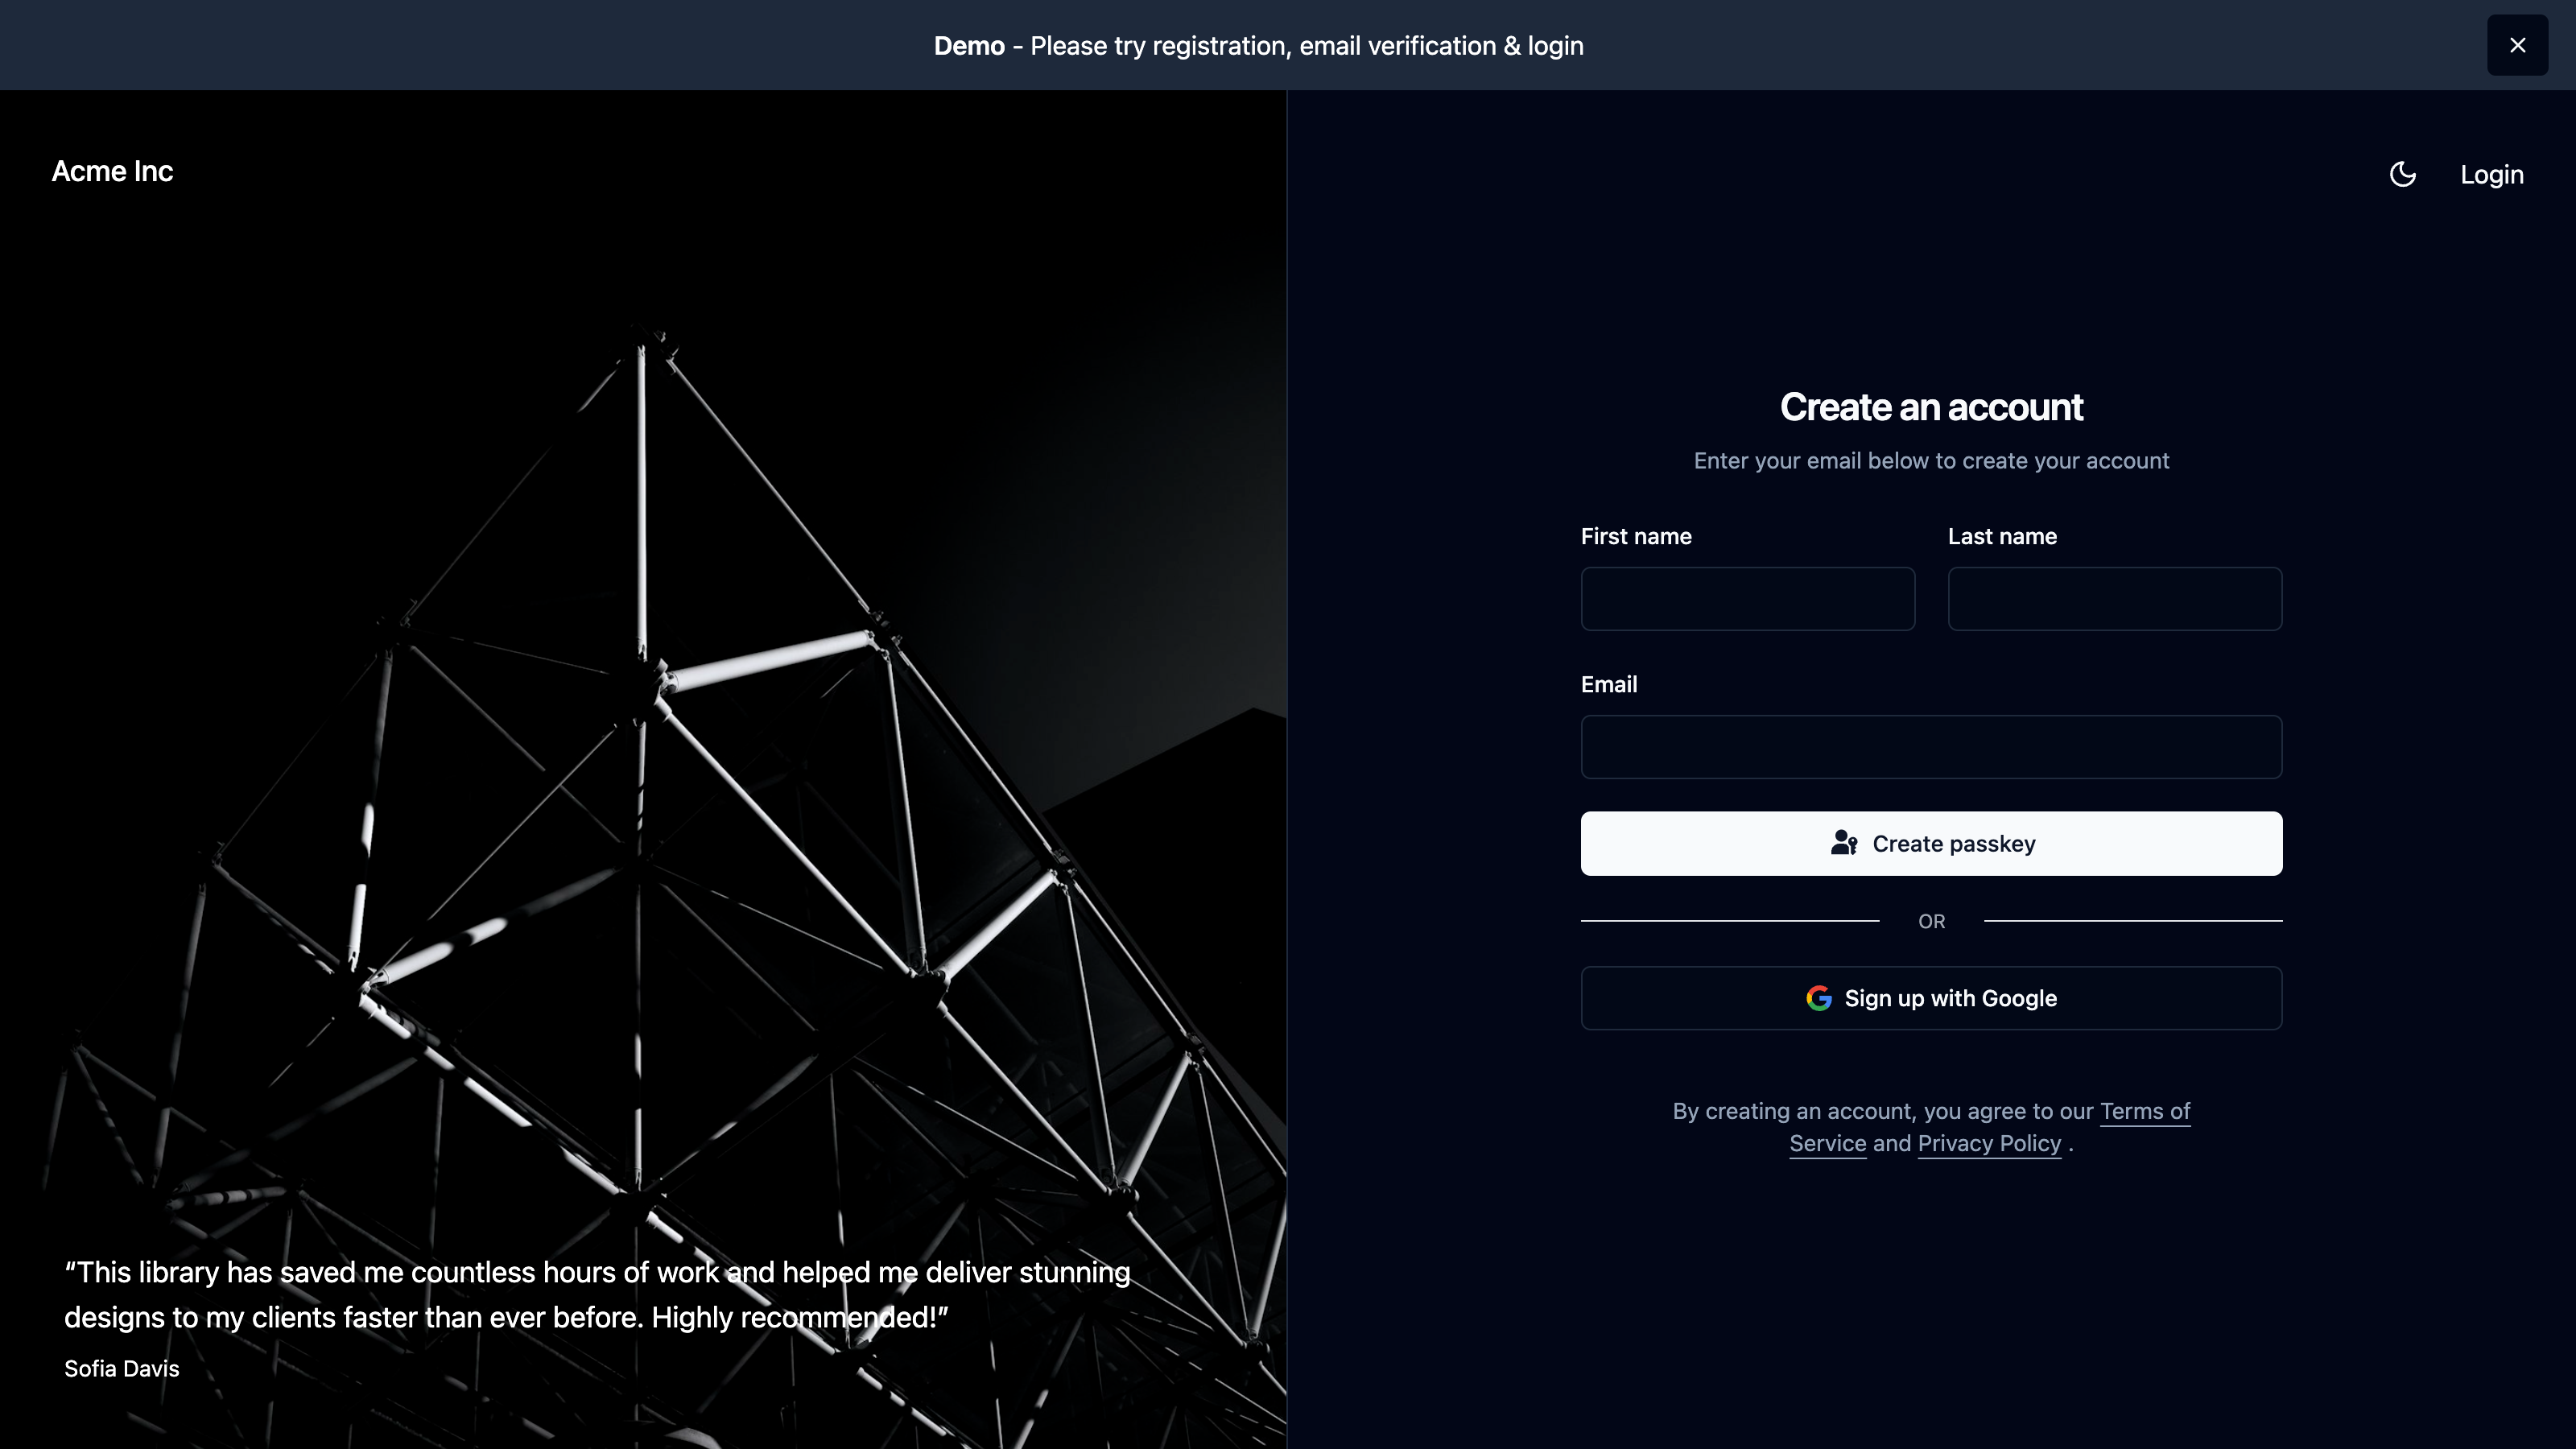 Demo - Please try registration, email verification & login
Acme Inc
Login
Create an account
Enter your email below to create your account
First name
Last name
Email
Create passkey
OR
Sign up with Google
By creating an account, you agree to our Terms of
Service and Privacy Policy .
“This library has saved me countless hours of work and helped me deliver stunning
designs to my clients faster than ever before. Highly recommended!”
Sofia Davis